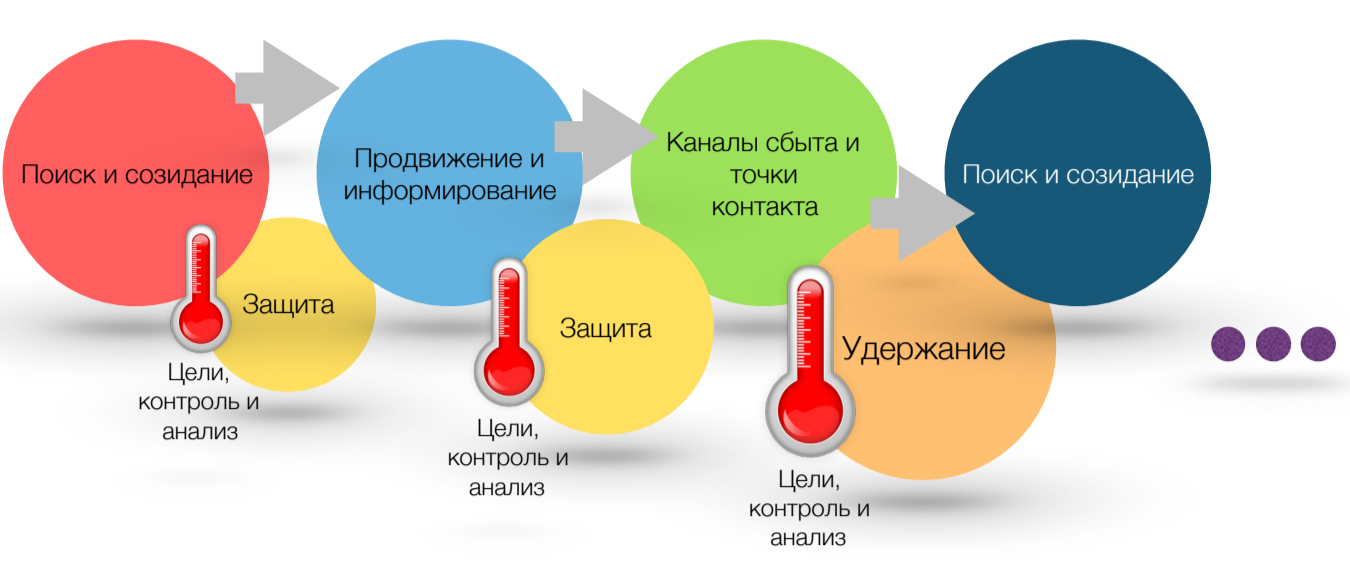 Поиск и созидание
Продвижение и
информирование
Каналы сбыта и
точки
контакта
Поиск и созидание
Защита
Цели,
контроль и
анализ
Защита
Цели,
контроль и
анализ
Удержание
Цели,
контроль и
анализ